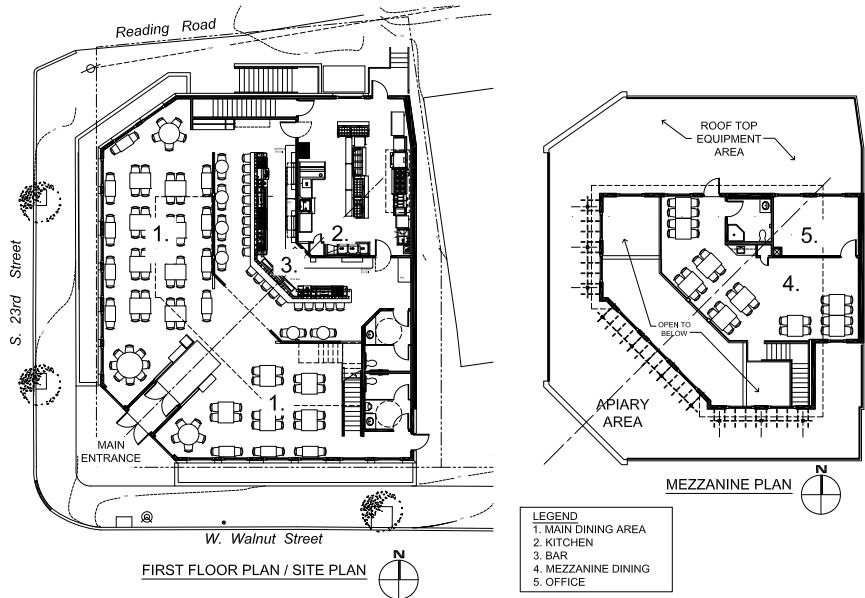 Reading Road
S. 23rd Street
1.
2.
3.
1.
MAIN
ENTRANCE
W. Walnut Street
FIRST FLOOR PLAN / SITE PLAN
N
ROOF TOP
EQUIPMENT
AREA
5.
4.
OPEN TO
BELOW
APIARY
AREA
MEZZANINE PLAN
N
LEGEND
1. MAIN DINING AREA
2. KITCHEN
3. BAR
4. MEZZANINE DINING
5. OFFICE